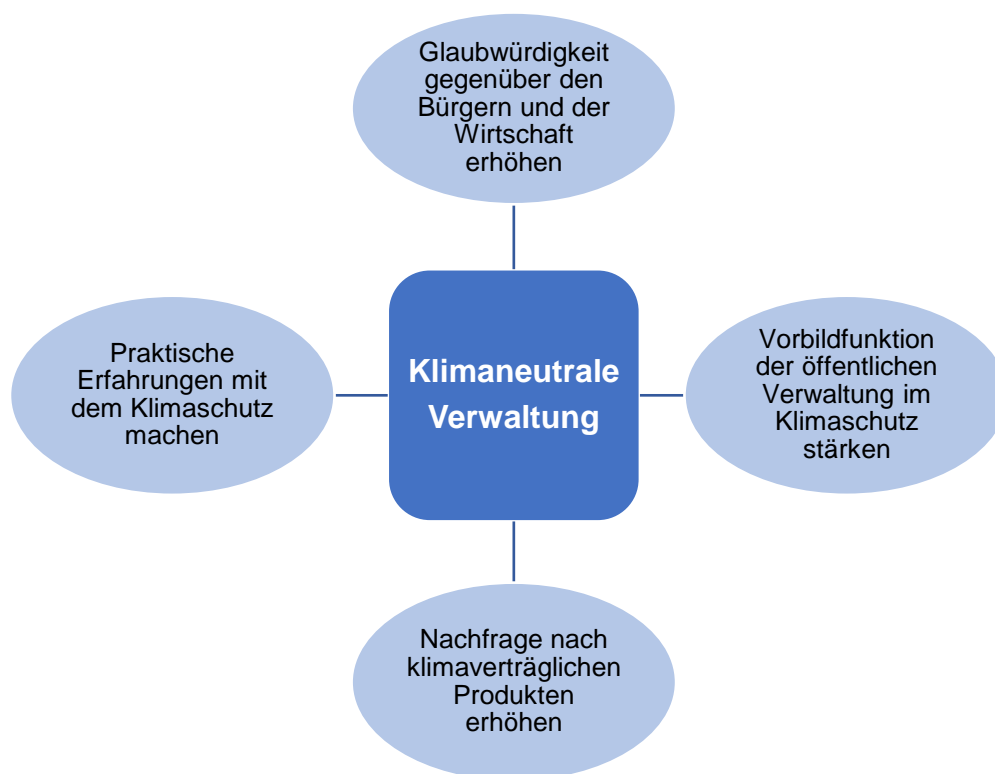 Glaubwürdigkeit
gegenüber den
Bürgern und der
Wirtschaft
erhöhen
Praktische
Erfahrungen mit
dem Klimaschutz
machen
Klimaneutrale
Verwaltung
Vorbildfunktion
der öffentlichen
Verwaltung im
Klimaschutz
stärken
Nachfrage nach
klimaverträglichen
Produkten
erhöhen